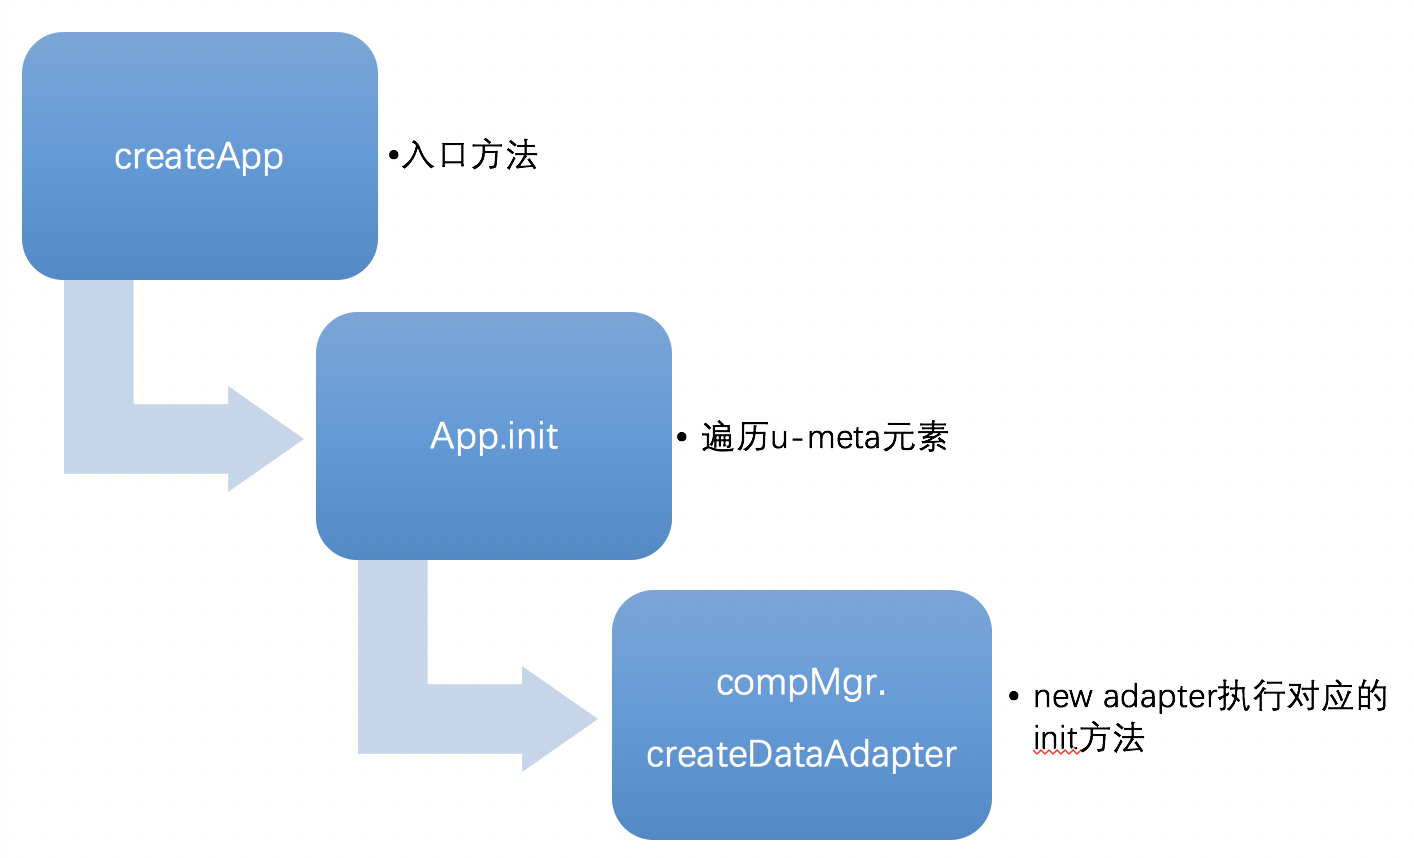 createApp
•入口方法
App.init
• 遍历u-meta元素
compMgr.
createDataAdapter
• new adapter执行对应的
init方法